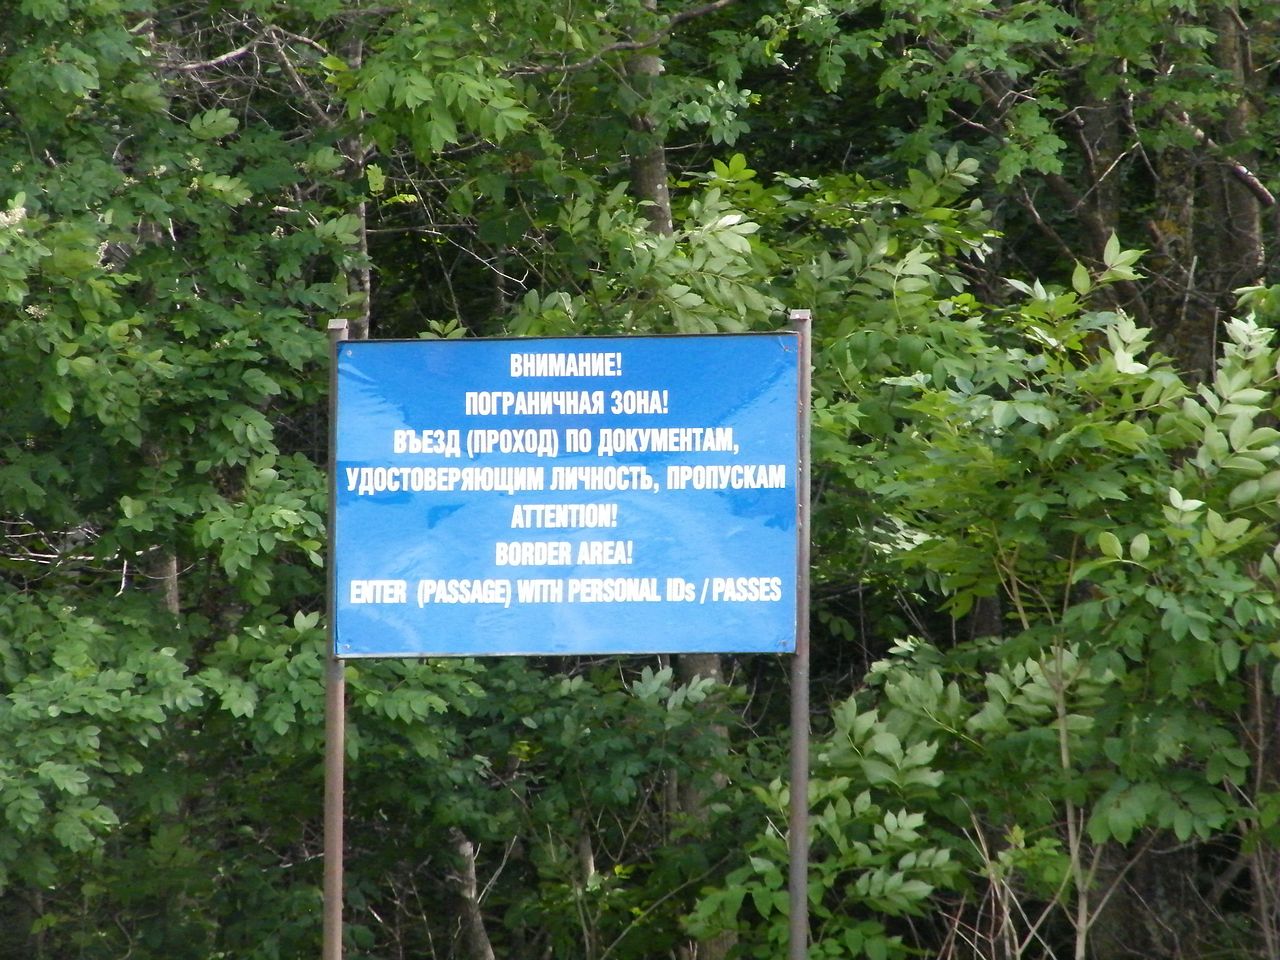 ВНИМАНИЕ!
ПОГРАНИЧНАЯ ЗОНА!
ВЪЕЗД (ПРОХОД) ПО ДОКУМЕНТАМ,
УДОСТОВЕРЯЮЩИМ ЛИЧНОСТЬ, ПРОПУСКАМ
ATTENTION!
BORDER AREA!
ENTER (PASSAGE) WITH PERSONAL IDs / PASSES